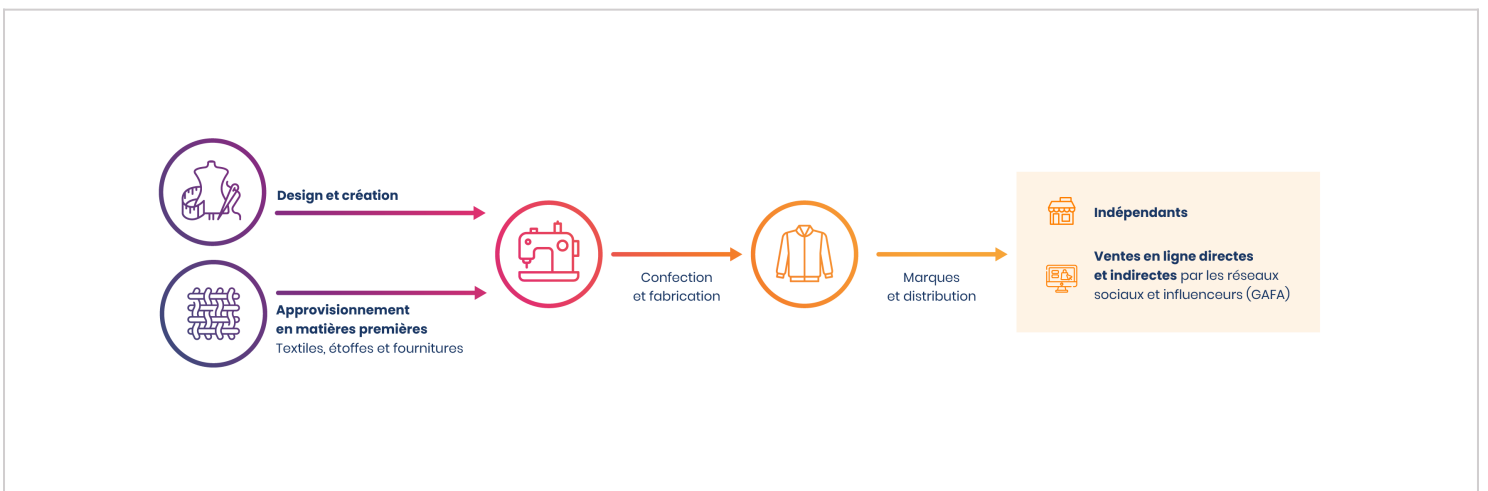 Design et création
Approvisionnement
en matières premières
Textiles, étoffes et fournitures
Confection
et fabrication
Marques
et distribution
Indépendants
Ventes en ligne directes
et indirectes par les réseaux
sociaux et influenceurs (GAFA)